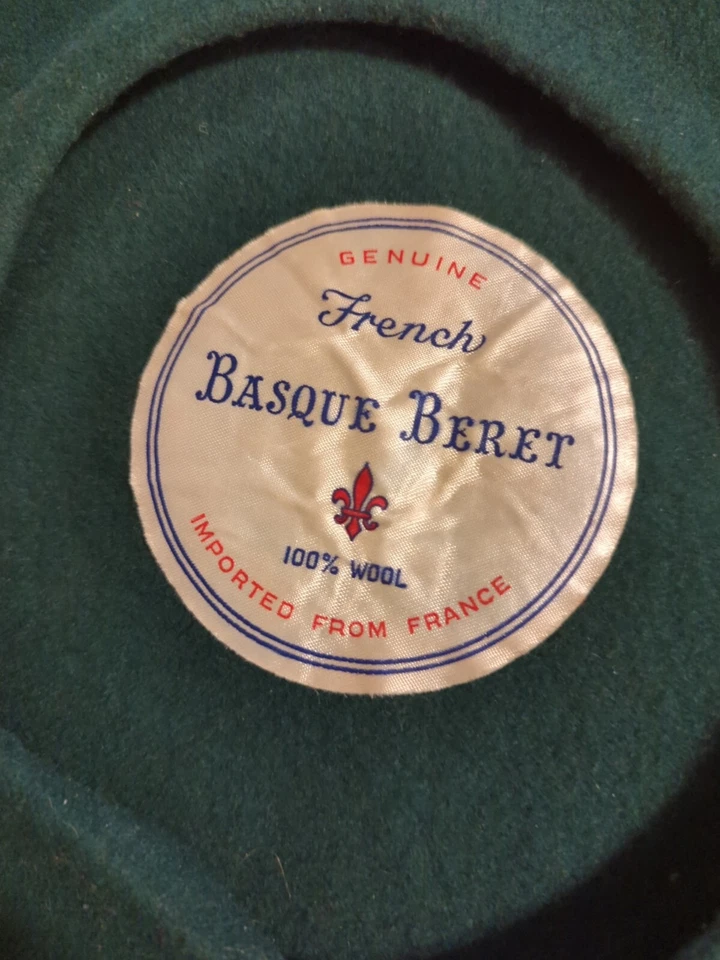 GENUINE
French
BASQUE BERET
100% WOOL
IMPORTED FROM FRANCE